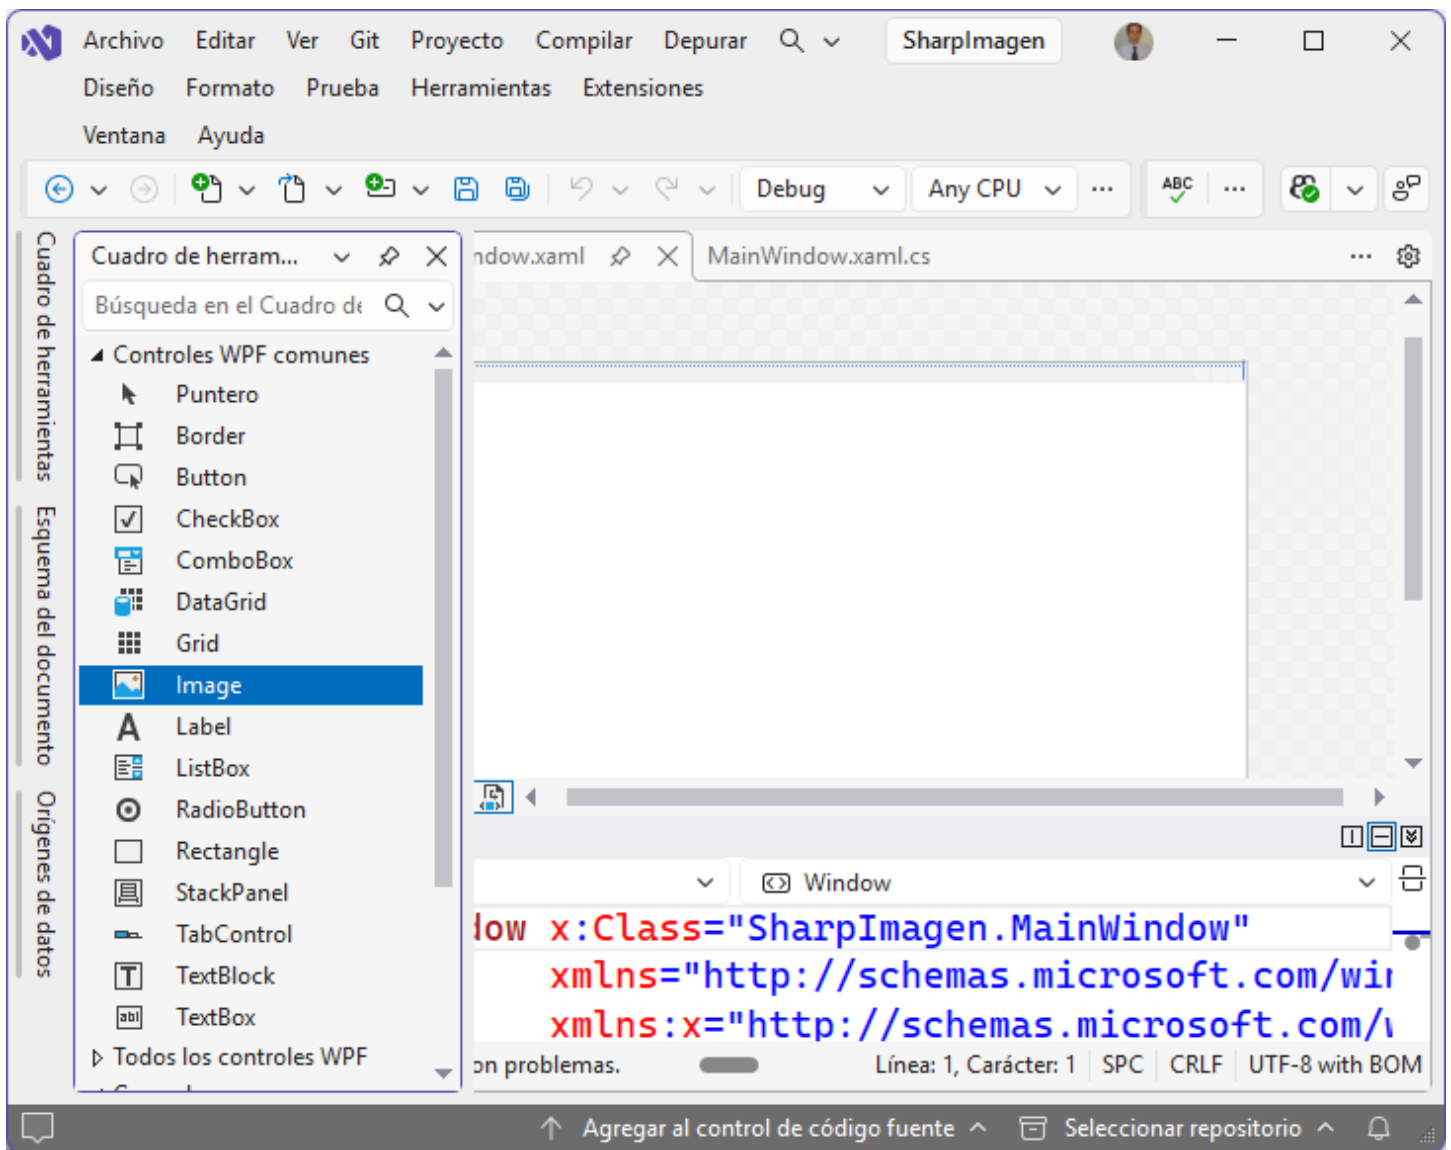 Archivo Editar Ver Git Proyecto Compilar Depurar SharpImagen
Diseño Formato Prueba Herramientas Extensiones
Ventana Ayuda
Debug Any CPU ... ABC ...
Cuadro de herramientas
Esquema del documento
Orígenes de datos
Cuadro de herram...
Búsqueda en el Cuadro de
Controles WPF comunes
Puntero
Border
Button
CheckBox
ComboBox
DataGrid
Grid
Image
Label
ListBox
RadioButton
Rectangle
StackPanel
TabControl
TextBlock
TextBox
Todos los controles WPF
ndow.xaml MainWindow.xaml.cs ...
Window
dow x:Class="SharpImagen.MainWindow"
xmlns="http://schemas.microsoft.com/win
xmlns:x="http://schemas.microsoft.com/w
on problemas. Línea: 1, Carácter: 1 SPC CRLF UTF-8 with BOM
Agregar al control de código fuente Seleccionar repositorio